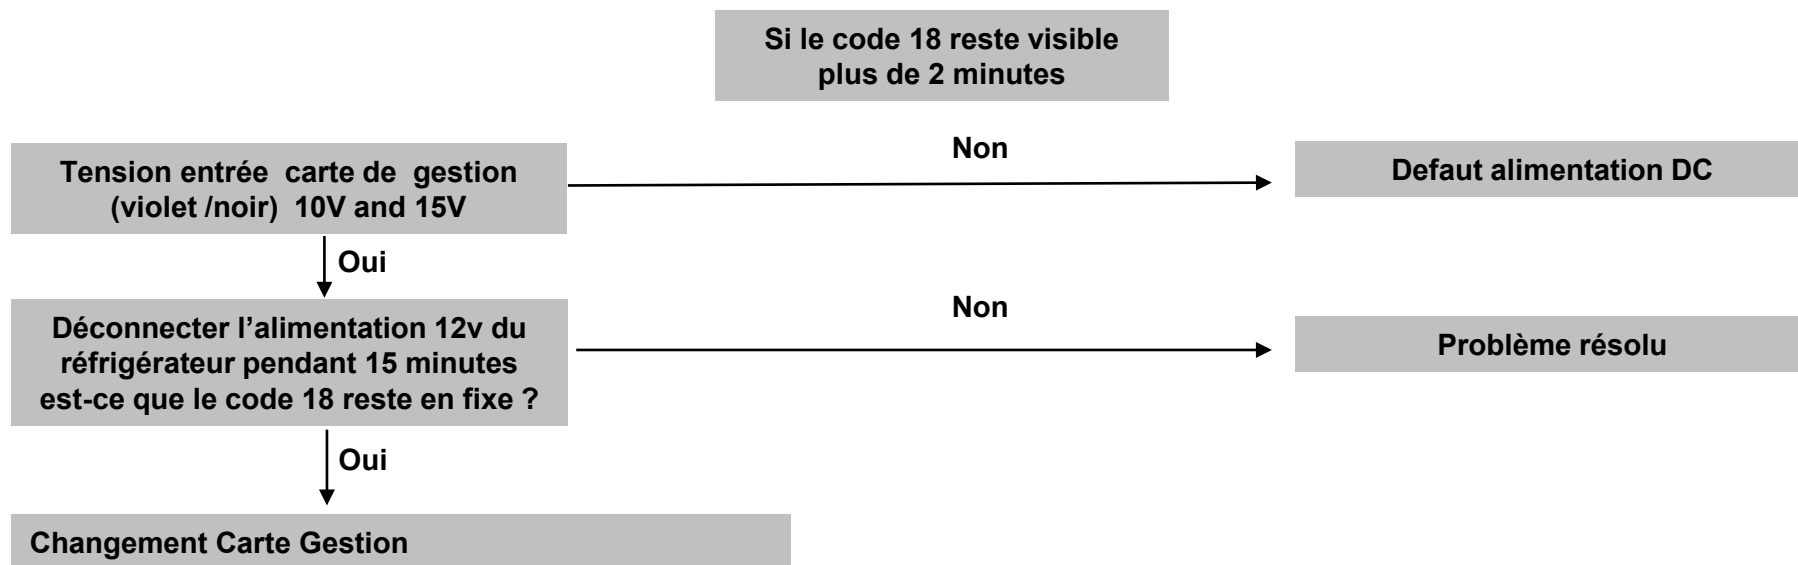 Si le code 18 reste visible
plus de 2 minutes
Non
Tension entrée carte de gestion
(violet /noir) 10V and 15V
Defaut alimentation DC
Oui
Non
Déconnecter l’alimentation 12v du
réfrigérateur pendant 15 minutes
est-ce que le code 18 reste en fixe ?
Problème résolu
Oui
Changement Carte Gestion